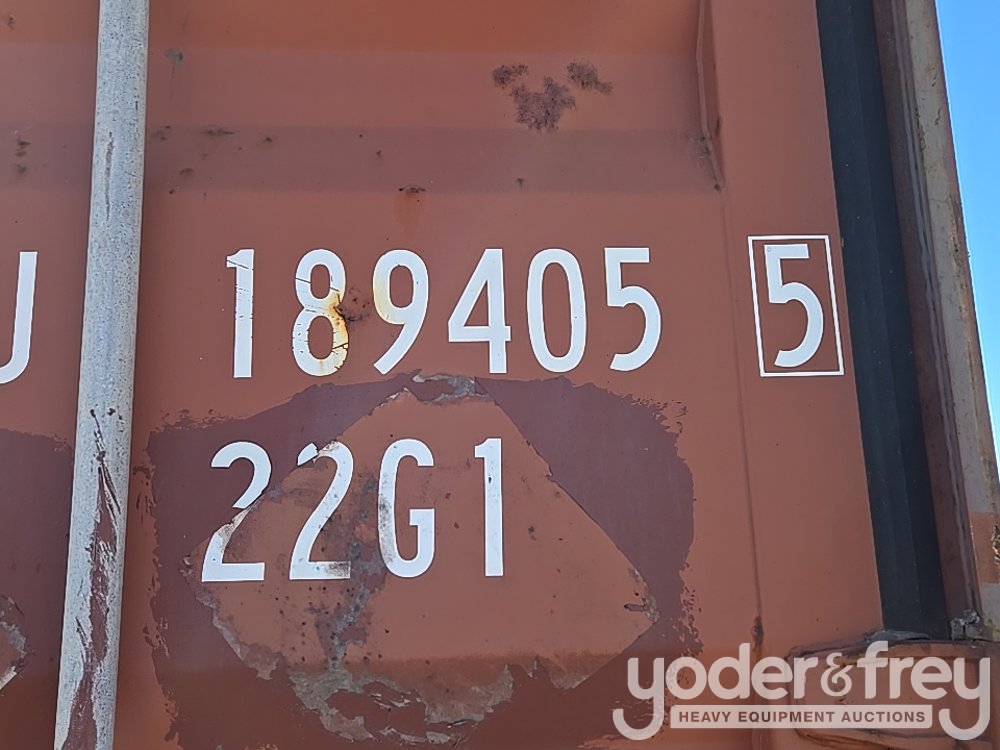 U 189405 5
22G1
yoder&frey
HEAVY EQUIPMENT AUCTIONS